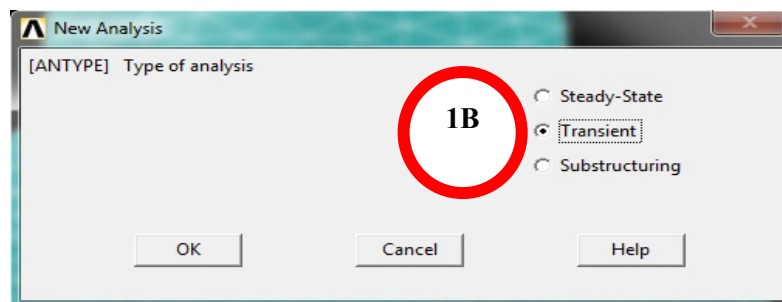 New Analysis
[ANTYPE] Type of analysis
Steady-State
1B
Transient
Substructuring
OK Cancel Help